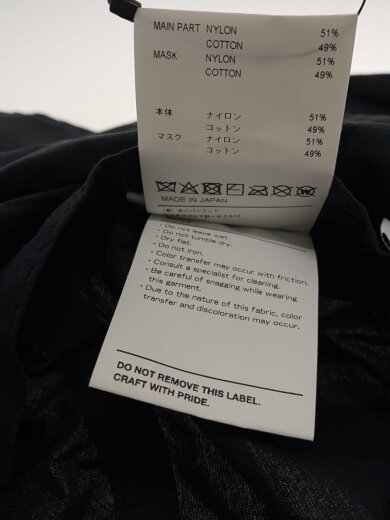 MAIN PART NYLON 51%
COTTON 49%
MASK NYLON 51%
COTTON 49%
本体 ナイロン 51%
コットン 49%
マスク ナイロン 51%
コットン 49%
MADE IN JAPAN
• Do not leave wet.
• Do not tumble dry.
• Dry flat.
• Do not iron.
• Color transfer may occur with friction.
• Consult a specialist for cleaning.
• Be careful of snagging while wearing
this garment.
• Due to the nature of this fabric, color
transfer and discoloration may occur.
DO NOT REMOVE THIS LABEL.
CRAFT WITH PRIDE.